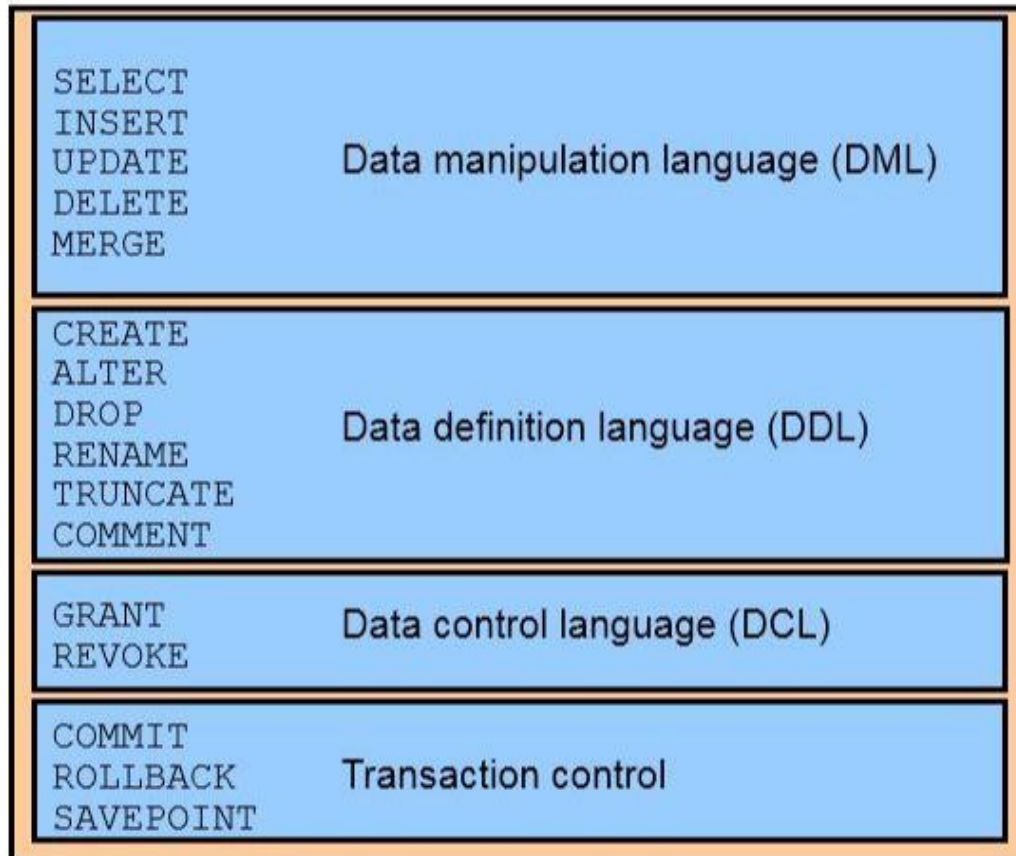 SELECT
INSERT
UPDATE
DELETE
MERGE
Data manipulation language (DML)
CREATE
ALTER
DROP
RENAME
TRUNCATE
COMMENT
Data definition language (DDL)
GRANT
REVOKE
Data control language (DCL)
COMMIT
ROLLBACK
SAVEPOINT
Transaction control